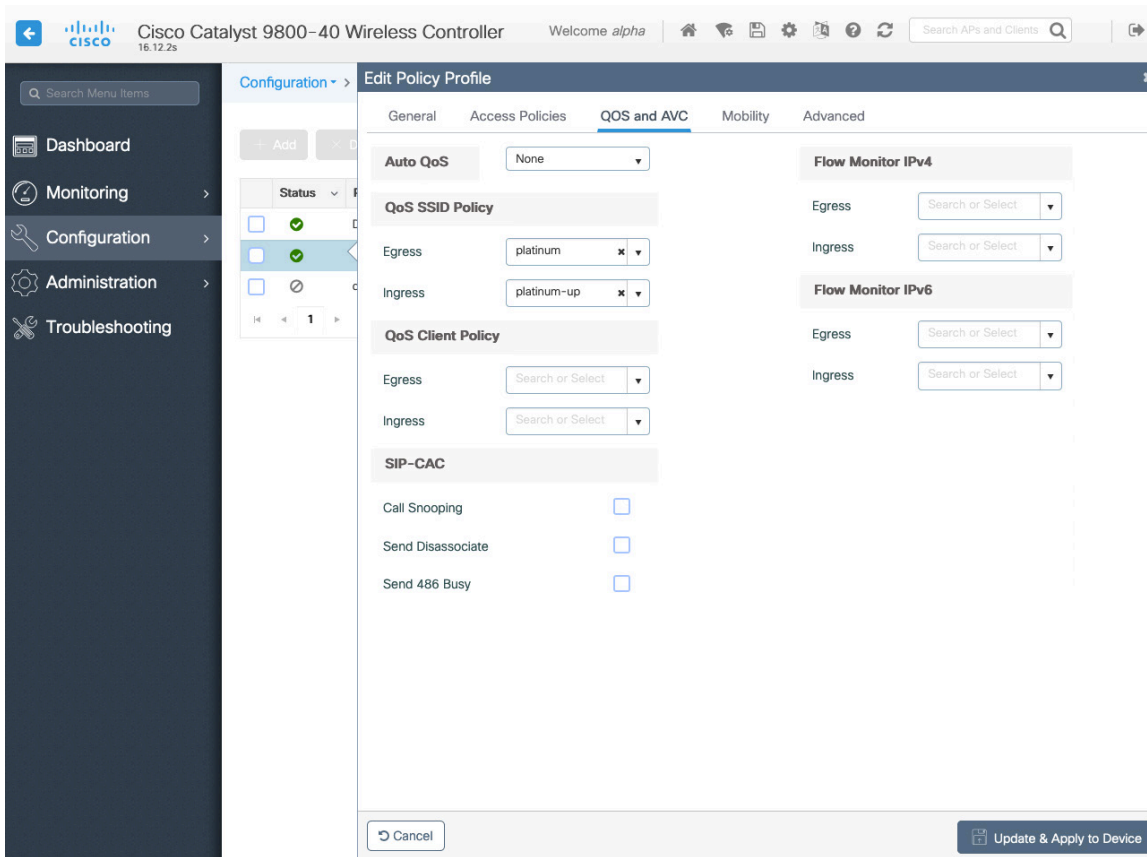 CISCO
Cisco Catalyst 9800-40 Wireless Controller
16.12.2s
Welcome alpha
Search APs and Clients
Search Menu Items
Dashboard
Monitoring
Configuration
Administration
Troubleshooting
Configuration
Add
Status
1
Edit Policy Profile
General Access Policies QOS and AVC Mobility Advanced
Auto QoS None
QoS SSID Policy
Egress platinum
Ingress platinum-up
QoS Client Policy
Egress Search or Select
Ingress Search or Select
SIP-CAC
Call Snooping
Send Disassociate
Send 486 Busy
Flow Monitor IPv4
Egress Search or Select
Ingress Search or Select
Flow Monitor IPv6
Egress Search or Select
Ingress Search or Select
Cancel
Update & Apply to Device